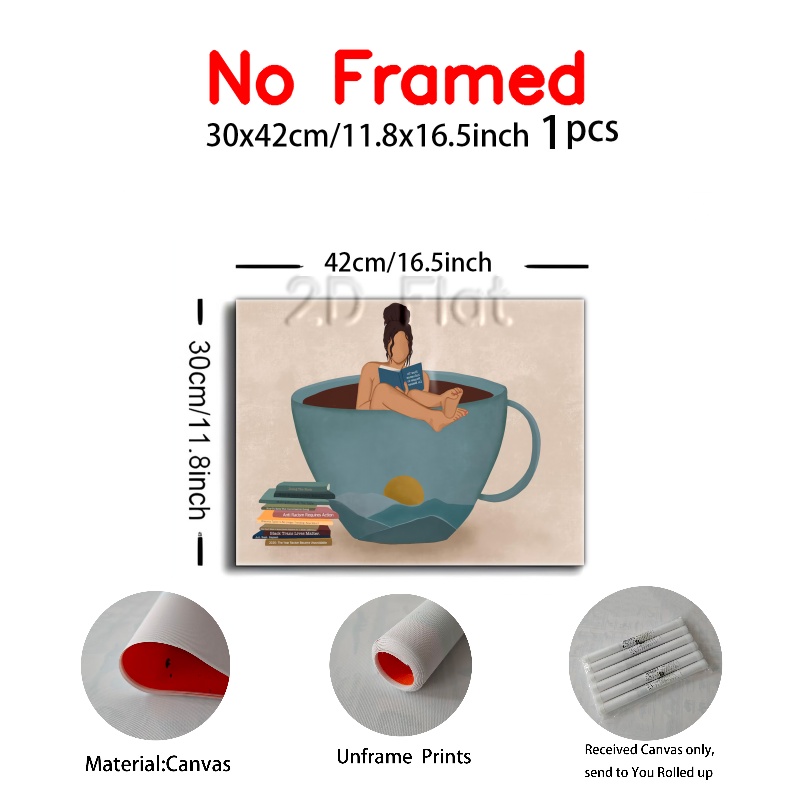 No Framed
30x42cm/11.8x16.5inch 1pcs
42cm/16.5inch
2D Flat
30cm/11.8inch
Anti Racism Requires Action
Black Trans Lives Matter
Material:Canvas
Unframe Prints
Received Canvas only,
send to You Rolled up